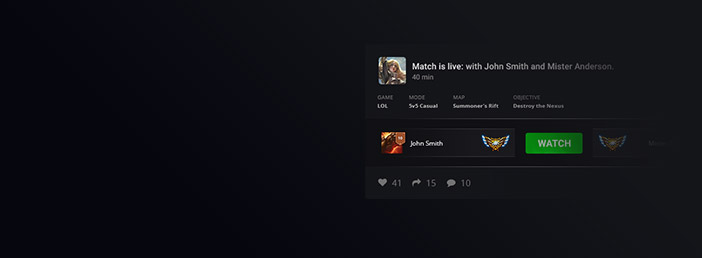 Match is live: with John Smith and Mister Anderson.
40 min
GAME MODE MAP OBJECTIVE
LOL 5v5 Casual Summoner's Rift Destroy the Nexus
John Smith WATCH
41 15 10